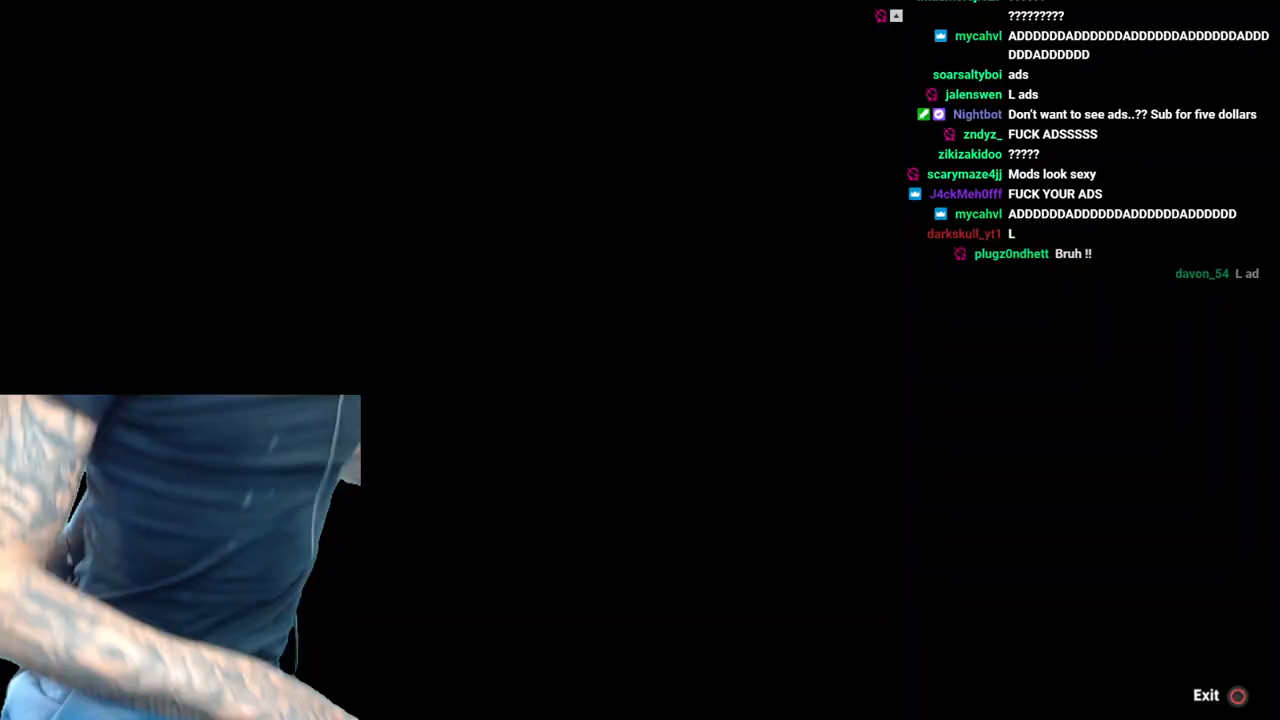 ?????????
mycahvl ADDDDDDADDDDDDADDDDDDADDDDDDADDD
DDDADDDDDD
soarsaltyboi ads
jalenswen L ads
Nightbot Don't want to see ads..?? Sub for five dollars
zndyz_ FUCK ADSSSSS
zikizakidoo ?????
scarymaze4jj Mods look sexy
J4ckMeh0fff FUCK YOUR ADS
mycahvl ADDDDDDADDDDDDADDDDDDADDDDDD
darkskull_yt1 L
plugz0ndhett Bruh !!
davon_54 L ad
Exit